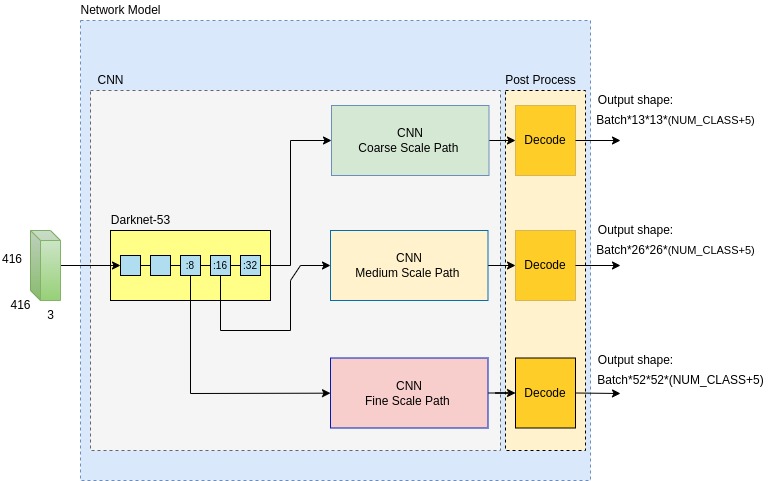 Network Model
CNN
Post Process
CNN
Coarse Scale Path
Decode
Output shape:
Batch*13*13*(NUM_CLASS+5)
Darknet-53
:8
:16
:32
416
416
3
CNN
Medium Scale Path
Decode
Output shape:
Batch*26*26*(NUM_CLASS+5)
CNN
Fine Scale Path
Decode
Output shape:
Batch*52*52*(NUM_CLASS+5)